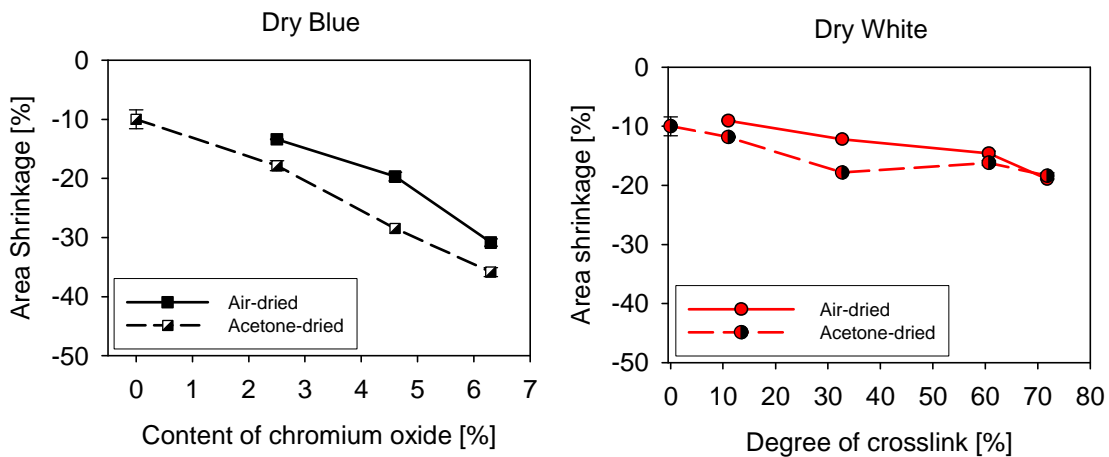 Dry Blue
Area Shrinkage [%]
0
-10
-20
-30
-40
-50
Air-dried
Acetone-dried
0 1 2 3 4 5 6 7
Content of chromium oxide [%]
Dry White
Area shrinkage [%]
0
-10
-20
-30
-40
-50
Air-dried
Acetone-dried
0 10 20 30 40 50 60 70 80
Degree of crosslink [%]